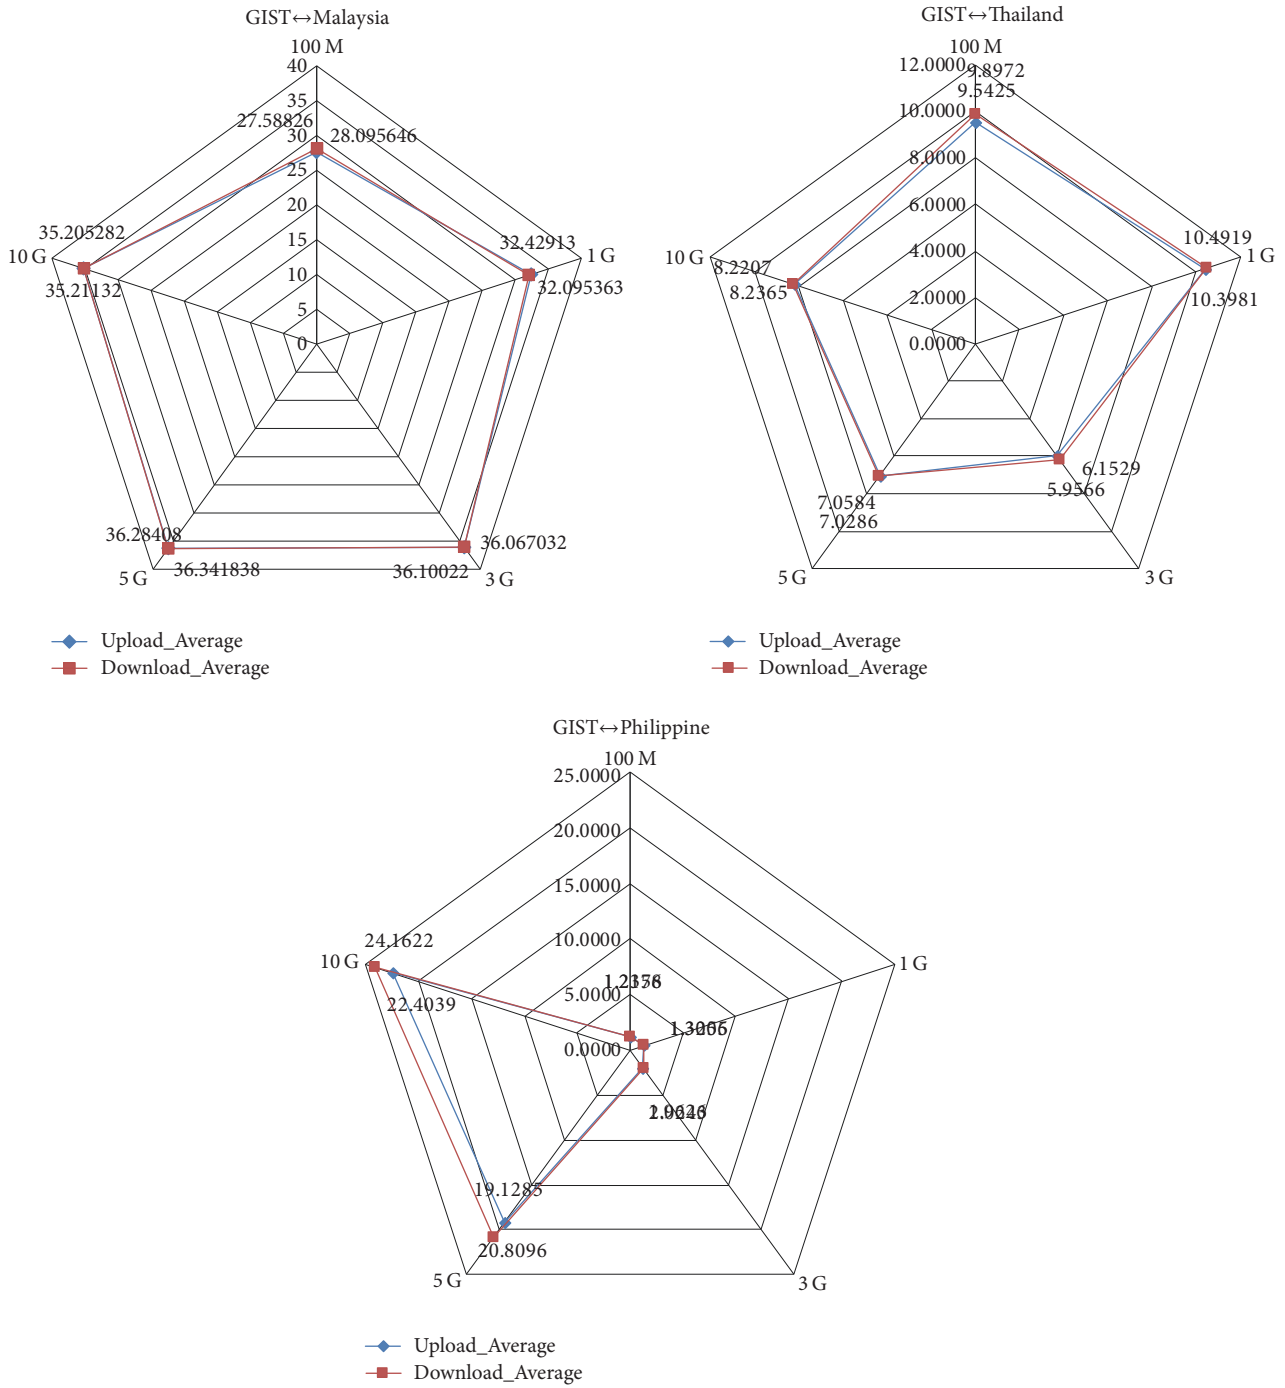 GIST↔Malaysia
100 M
40
35
30
25
20
15
10
5
0
27.58826
28.095646
32.42913
1 G
32.095363
36.067032
36.10022
3 G
36.28408
36.341838
5 G
35.205282
10 G
35.21132
Upload_Average
Download_Average
GIST↔Thailand
100 M
12.0000
10.0000
8.0000
6.0000
4.0000
2.0000
0.0000
9.8972
9.5425
10.4919
1 G
10.3981
6.1529
5.9566
3 G
7.0584
7.0286
5 G
10 G
8.2207
8.2365
Upload_Average
Download_Average
GIST↔Philippine
100 M
25.0000
20.0000
15.0000
10.0000
5.0000
0.0000
1 G
3 G
19.1285
20.8096
5 G
24.1622
10 G
22.4039
Upload_Average
Download_Average